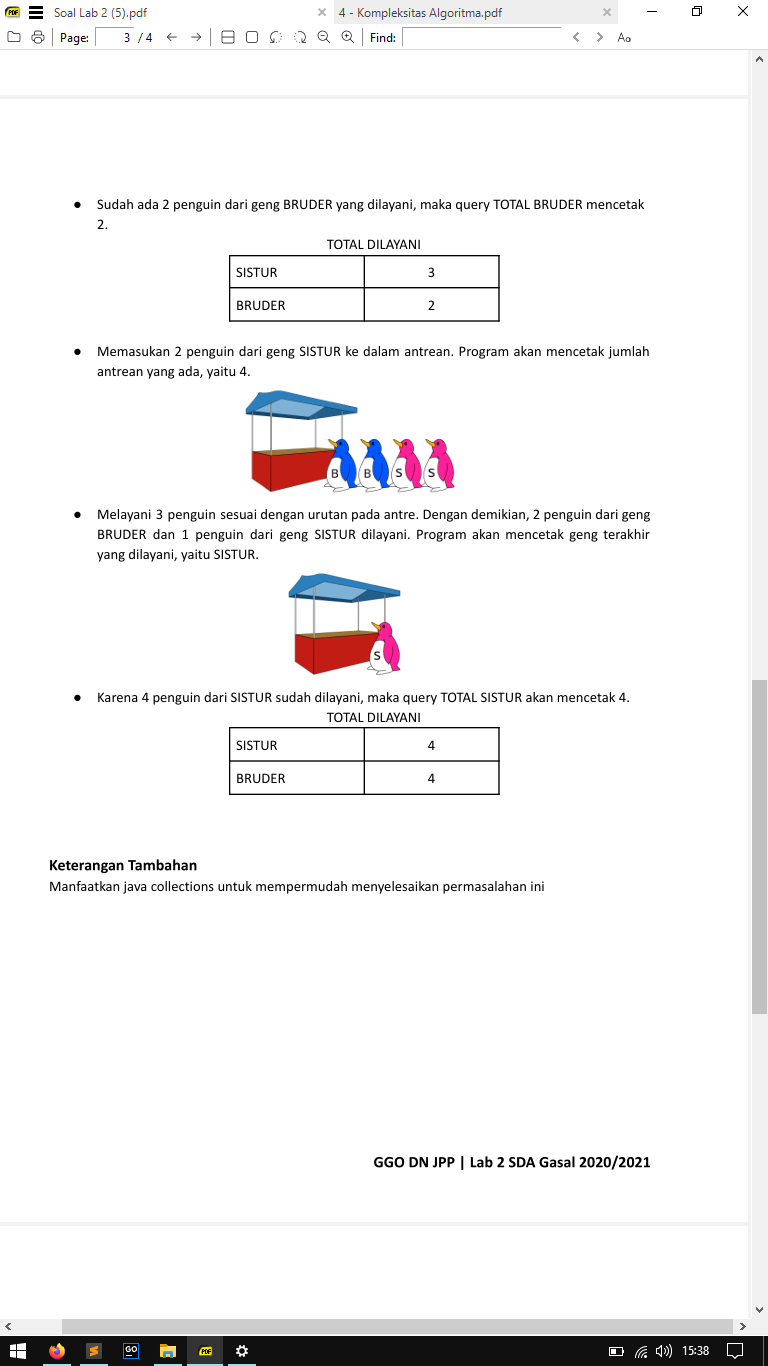 PDF
Soal Lab 2 (5).pdf
4 - Kompleksitas Algoritma.pdf
Page: 3 / 4
Find:
Aa
● Sudah ada 2 penguin dari geng BRUDER yang dilayani, maka query TOTAL BRUDER mencetak
2.
TOTAL DILAYANI
SISTUR 3
BRUDER 2
● Memasukan 2 penguin dari geng SISTUR ke dalam antrean. Program akan mencetak jumlah
antrean yang ada, yaitu 4.
B B S S
● Melayani 3 penguin sesuai dengan urutan pada antre. Dengan demikian, 2 penguin dari geng
BRUDER dan 1 penguin dari geng SISTUR dilayani. Program akan mencetak geng terakhir
yang dilayani, yaitu SISTUR.
S
● Karena 4 penguin dari SISTUR sudah dilayani, maka query TOTAL SISTUR akan mencetak 4.
TOTAL DILAYANI
SISTUR 4
BRUDER 4
Keterangan Tambahan
Manfaatkan java collections untuk mempermudah menyelesaikan permasalahan ini
GGO DN JPP | Lab 2 SDA Gasal 2020/2021
GO
PDF
15:38